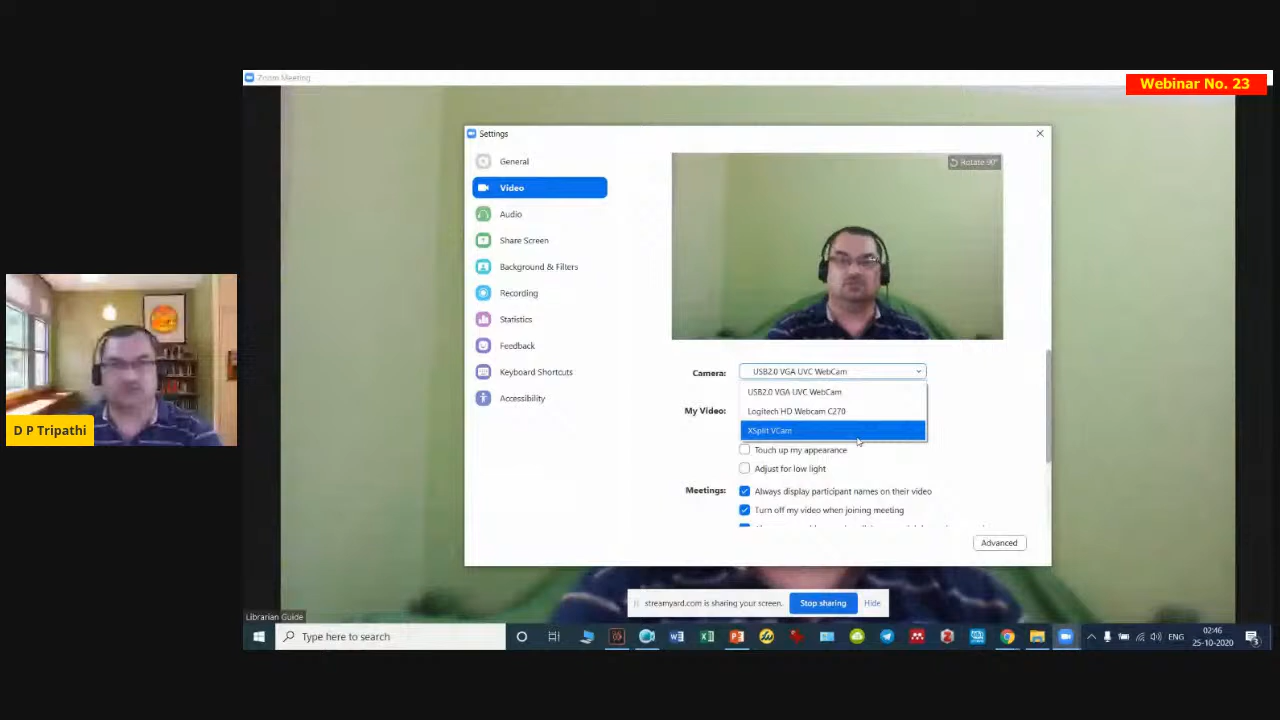 Zoom Meeting
Webinar No. 23
Settings
General
Rotate 90°
Video
Audio
Share Screen
Background & Filters
Recording
Statistics
Feedback
Keyboard Shortcuts
Accessibility
Camera:
USB2.0 VGA UVC WebCam
USB2.0 VGA UVC WebCam
My Video:
Logitech HD Webcam C270
XSplit VCam
Touch up my appearance
Adjust for low light
Meetings:
Always display participant names on their video
Turn off my video when joining meeting
Advanced
D P Tripathi
streamyard.com is sharing your screen.
Stop sharing
Hide
Librarian Guide
Type here to search
ENG
02:46
25-10-2020